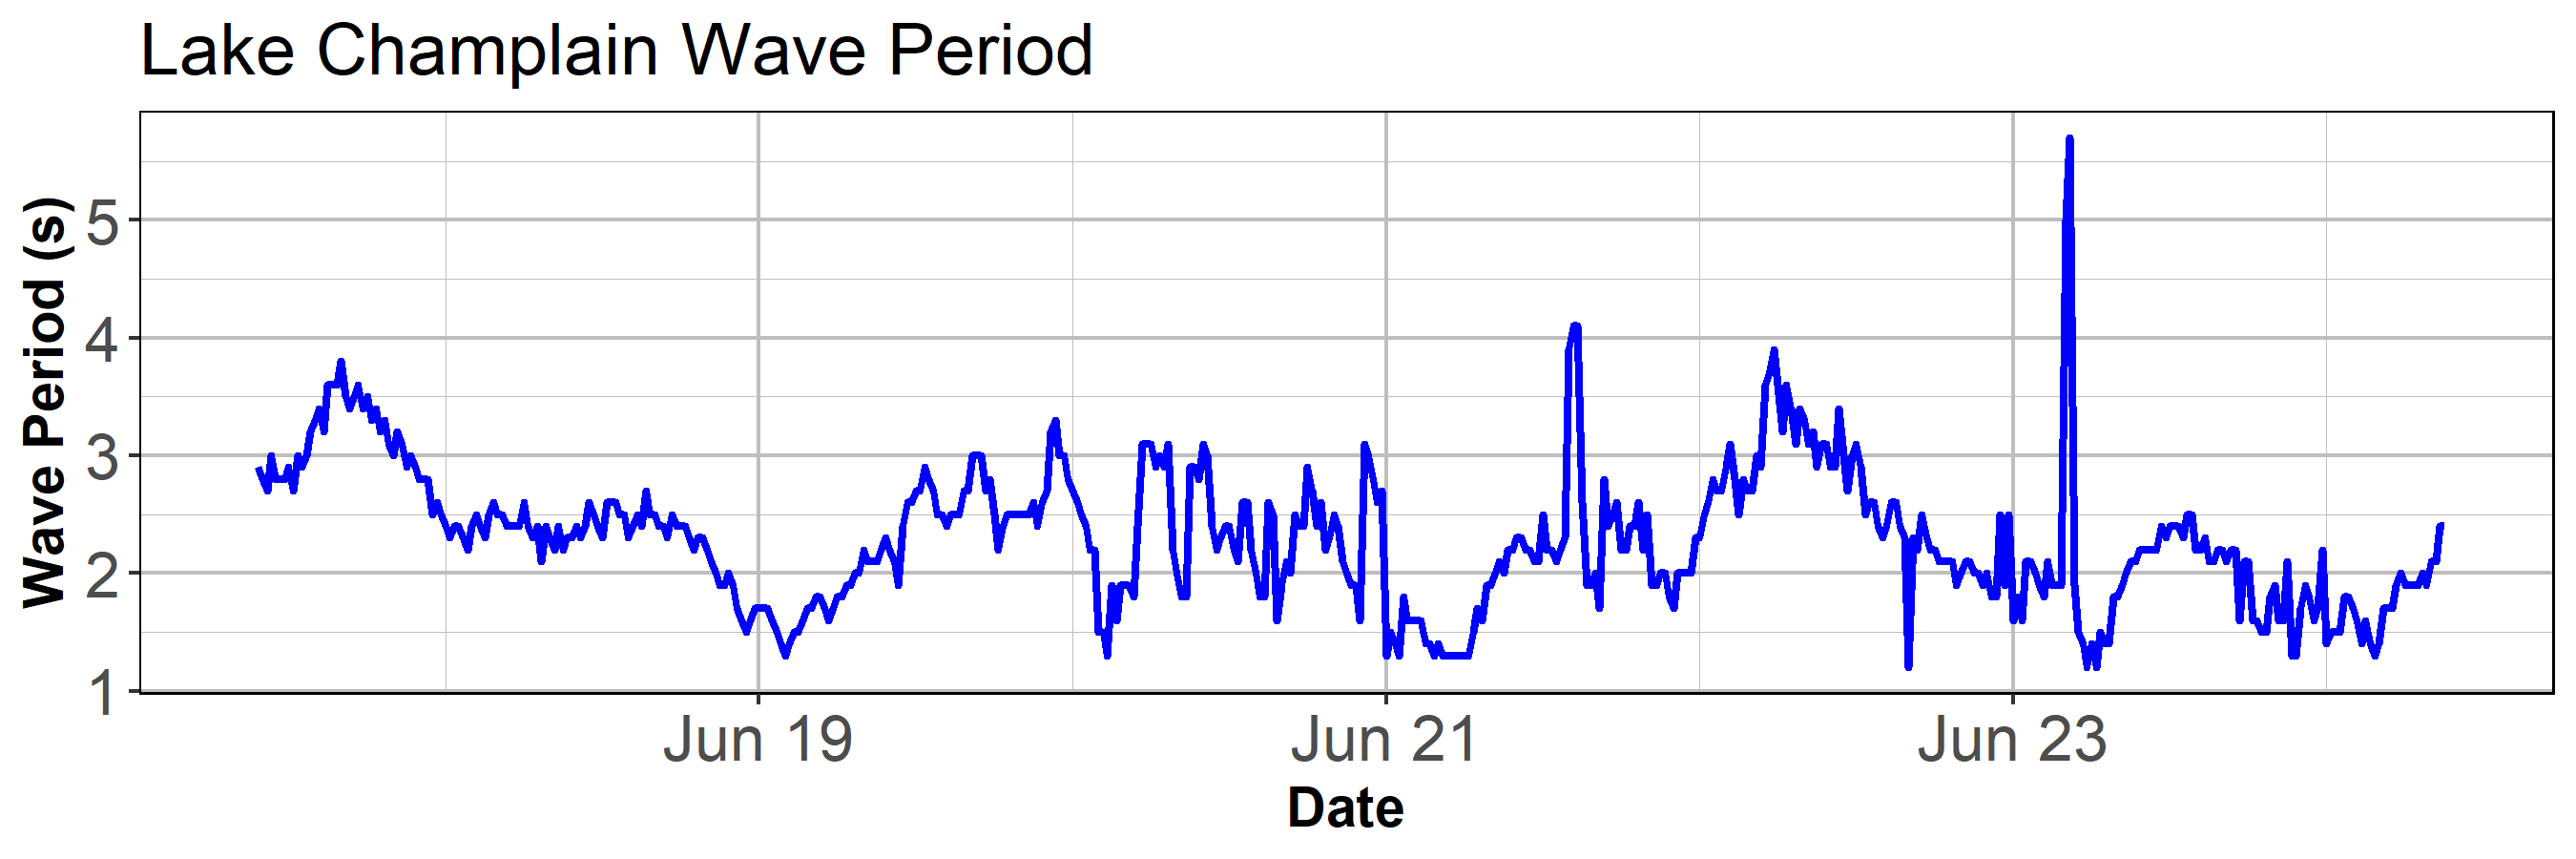 Lake Champlain Wave Period
Wave Period (s)
5
4
3
2
1
Jun 19
Jun 21
Jun 23
Date